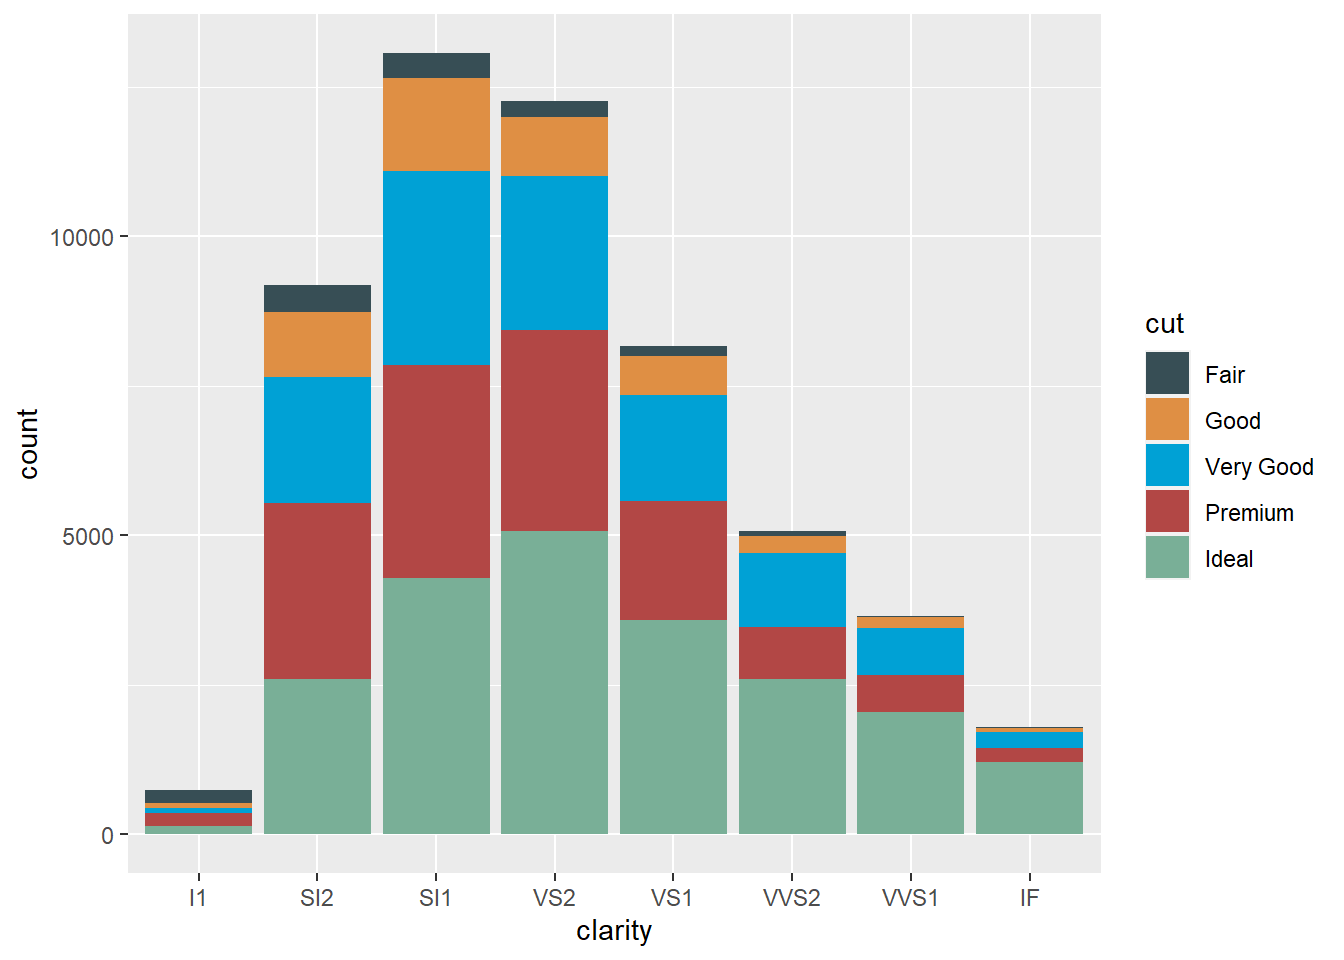 count
10000
5000
0
I1 SI2 SI1 VS2 VS1 VVS2 VVS1 IF
clarity
cut
Fair
Good
Very Good
Premium
Ideal